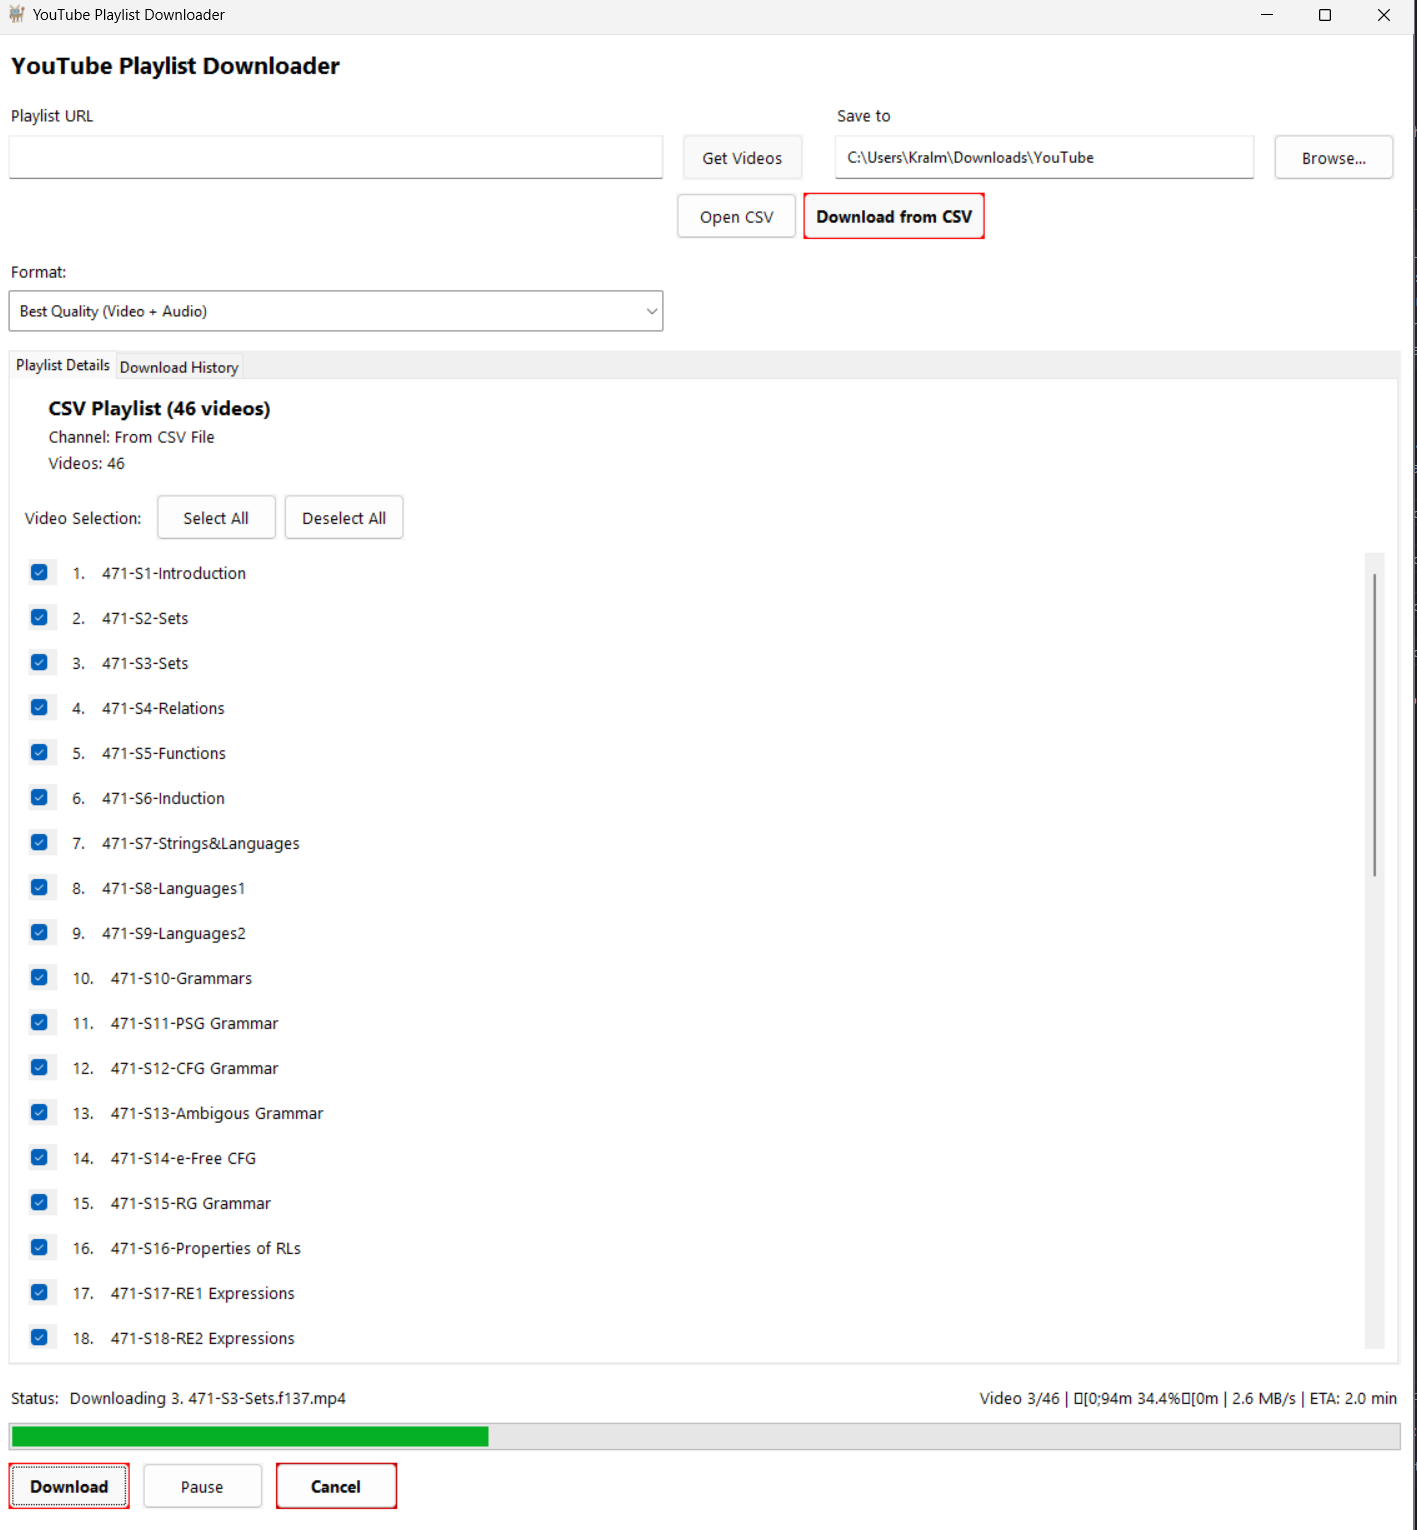 YouTube Playlist Downloader
YouTube Playlist Downloader
Playlist URL
Save to
Get Videos
C:\Users\Kralm\Downloads\YouTube
Browse...
Open CSV
Download from CSV
Format:
Best Quality (Video + Audio)
Playlist Details
Download History
CSV Playlist (46 videos)
Channel: From CSV File
Videos: 46
Video Selection:
Select All
Deselect All
1. 471-S1-Introduction
2. 471-S2-Sets
3. 471-S3-Sets
4. 471-S4-Relations
5. 471-S5-Functions
6. 471-S6-Induction
7. 471-S7-Strings&Languages
8. 471-S8-Languages1
9. 471-S9-Languages2
10. 471-S10-Grammars
11. 471-S11-PSG Grammar
12. 471-S12-CFG Grammar
13. 471-S13-Ambigous Grammar
14. 471-S14-e-Free CFG
15. 471-S15-RG Grammar
16. 471-S16-Properties of RLs
17. 471-S17-RE1 Expressions
18. 471-S18-RE2 Expressions
Status: Downloading 3. 471-S3-Sets.f137.mp4
Video 3/46 | □[0;94m 34.4%□[0m | 2.6 MB/s | ETA: 2.0 min
Download
Pause
Cancel